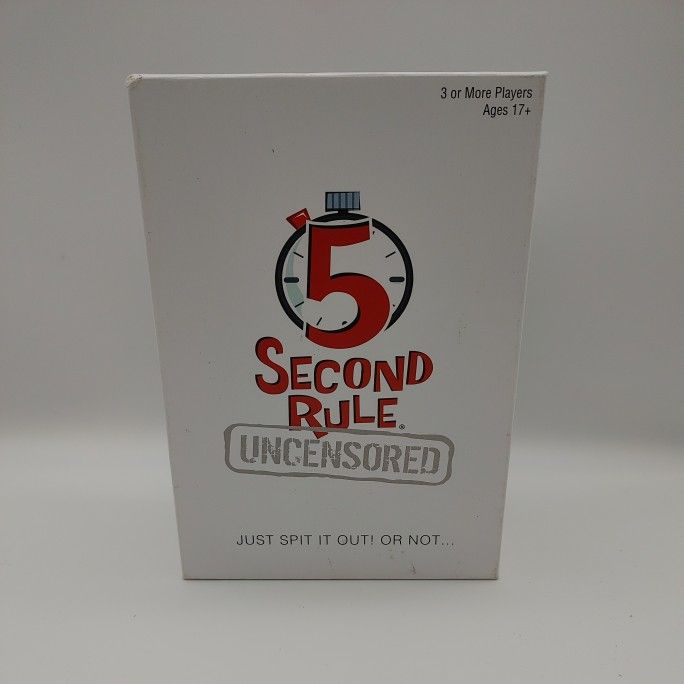 3 or More Players
Ages 17+
5
SECOND
RULE®
UNCENSORED
JUST SPIT IT OUT! OR NOT...